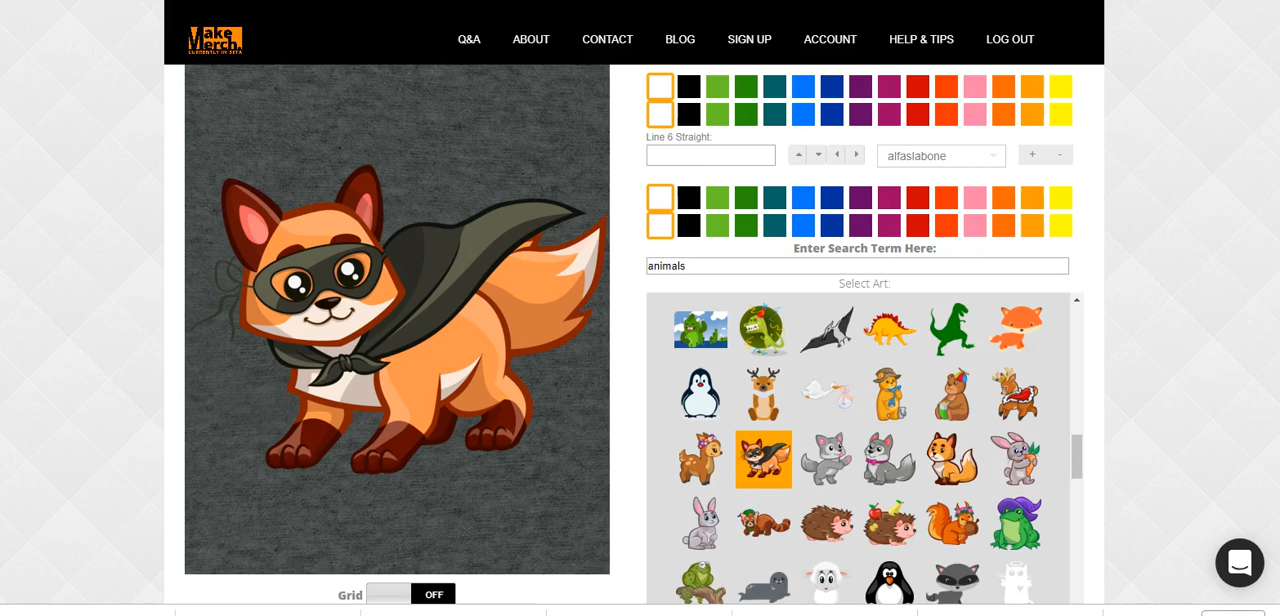 Make
Merch.
CURRENTLY IN BETA
Q&A ABOUT CONTACT BLOG SIGN UP ACCOUNT HELP & TIPS LOG OUT
Line 6 Straight:
alfaslabone + -
Enter Search Term Here:
animals
Select Art:
Grid OFF